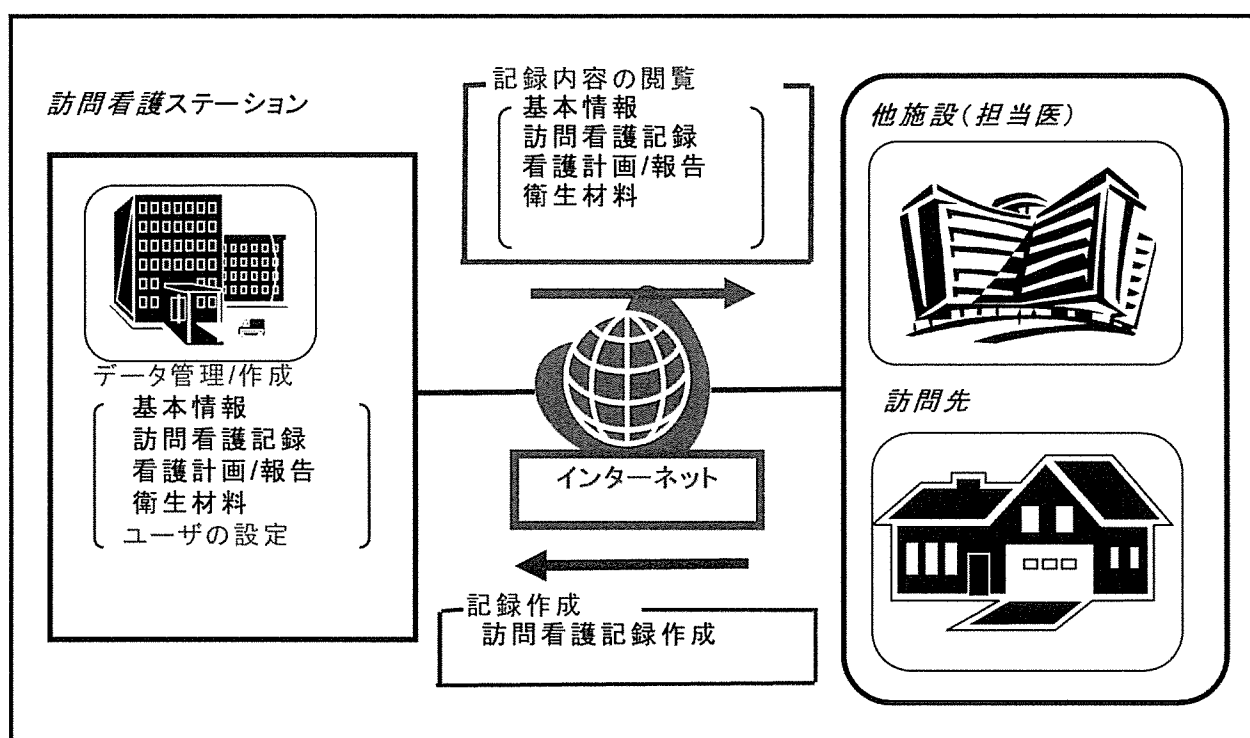 訪問看護ステーション
データ管理/作成
基本情報
訪問看護記録
看護計画/報告
衛生材料
ユーザの設定
記録内容の閲覧
基本情報
訪問看護記録
看護計画/報告
衛生材料
インターネット
記録作成
訪問看護記録作成
他施設(担当医)
訪問先